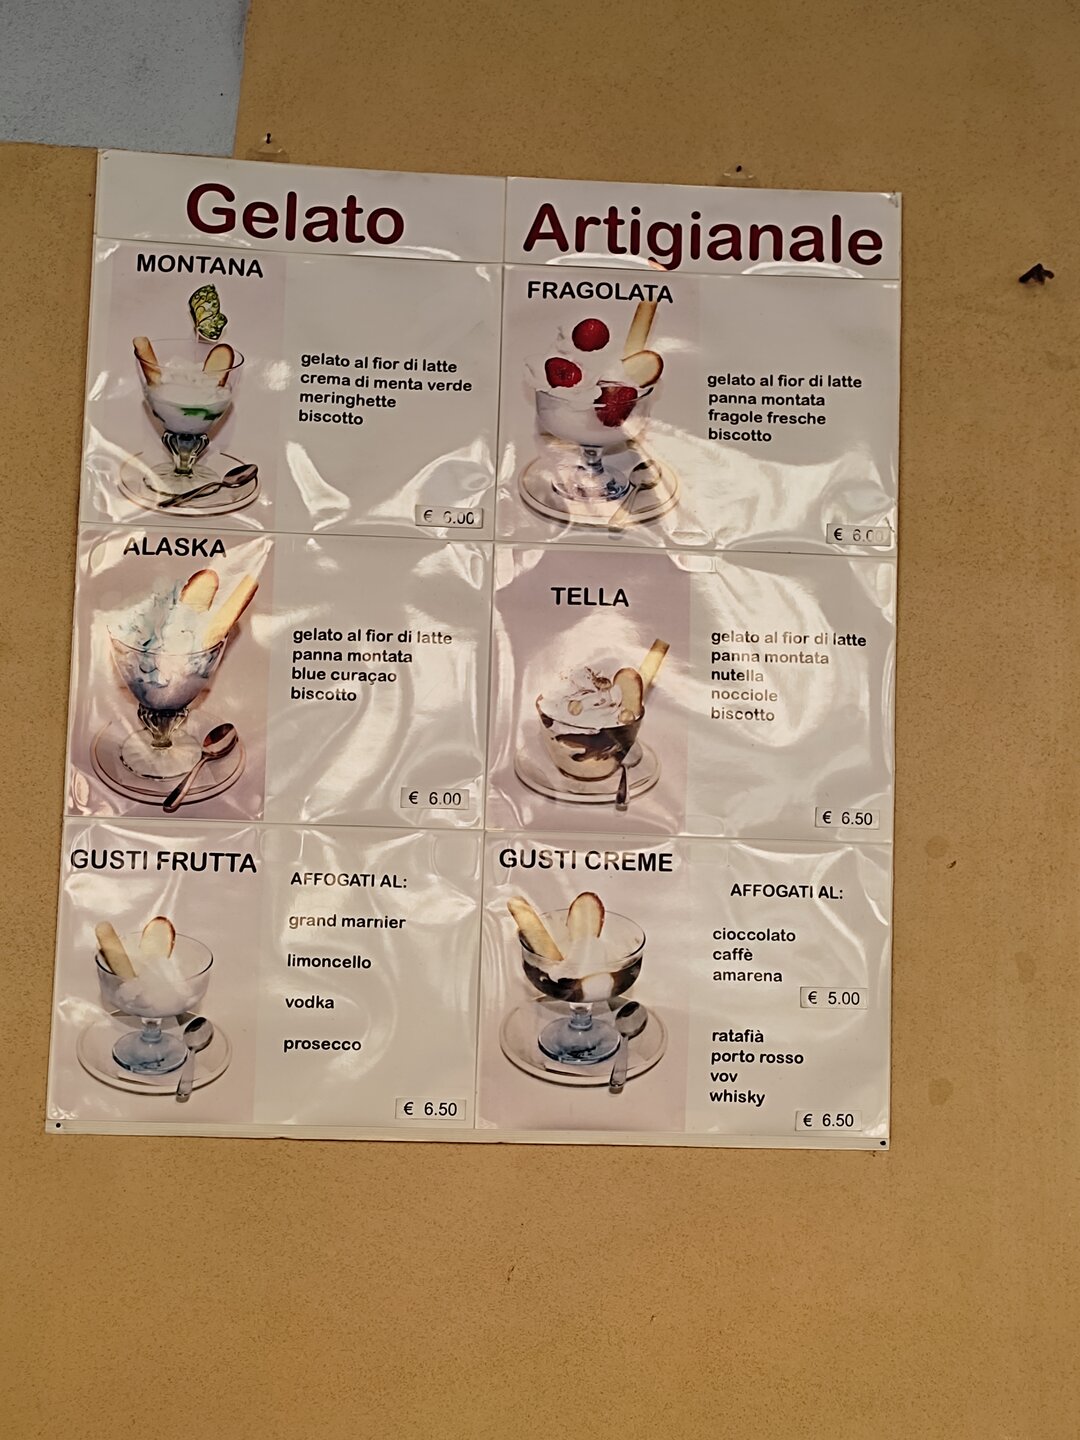 Gelato Artigianale
MONTANA
gelato al fior di latte
crema di menta verde
meringhette
biscotto
€ 6.00
FRAGOLATA
gelato al fior di latte
panna montata
fragole fresche
biscotto
€ 6.00
ALASKA
gelato al fior di latte
panna montata
blue curaçao
biscotto
€ 6.00
TELLA
gelato al fior di latte
panna montata
nutella
nocciole
biscotto
€ 6.50
GUSTI FRUTTA
AFFOGATI AL:
grand marnier
limoncello
vodka
prosecco
€ 6.50
GUSTI CREME
AFFOGATI AL:
cioccolato
caffè
amarena
€ 5.00
ratafià
porto rosso
vov
whisky
€ 6.50